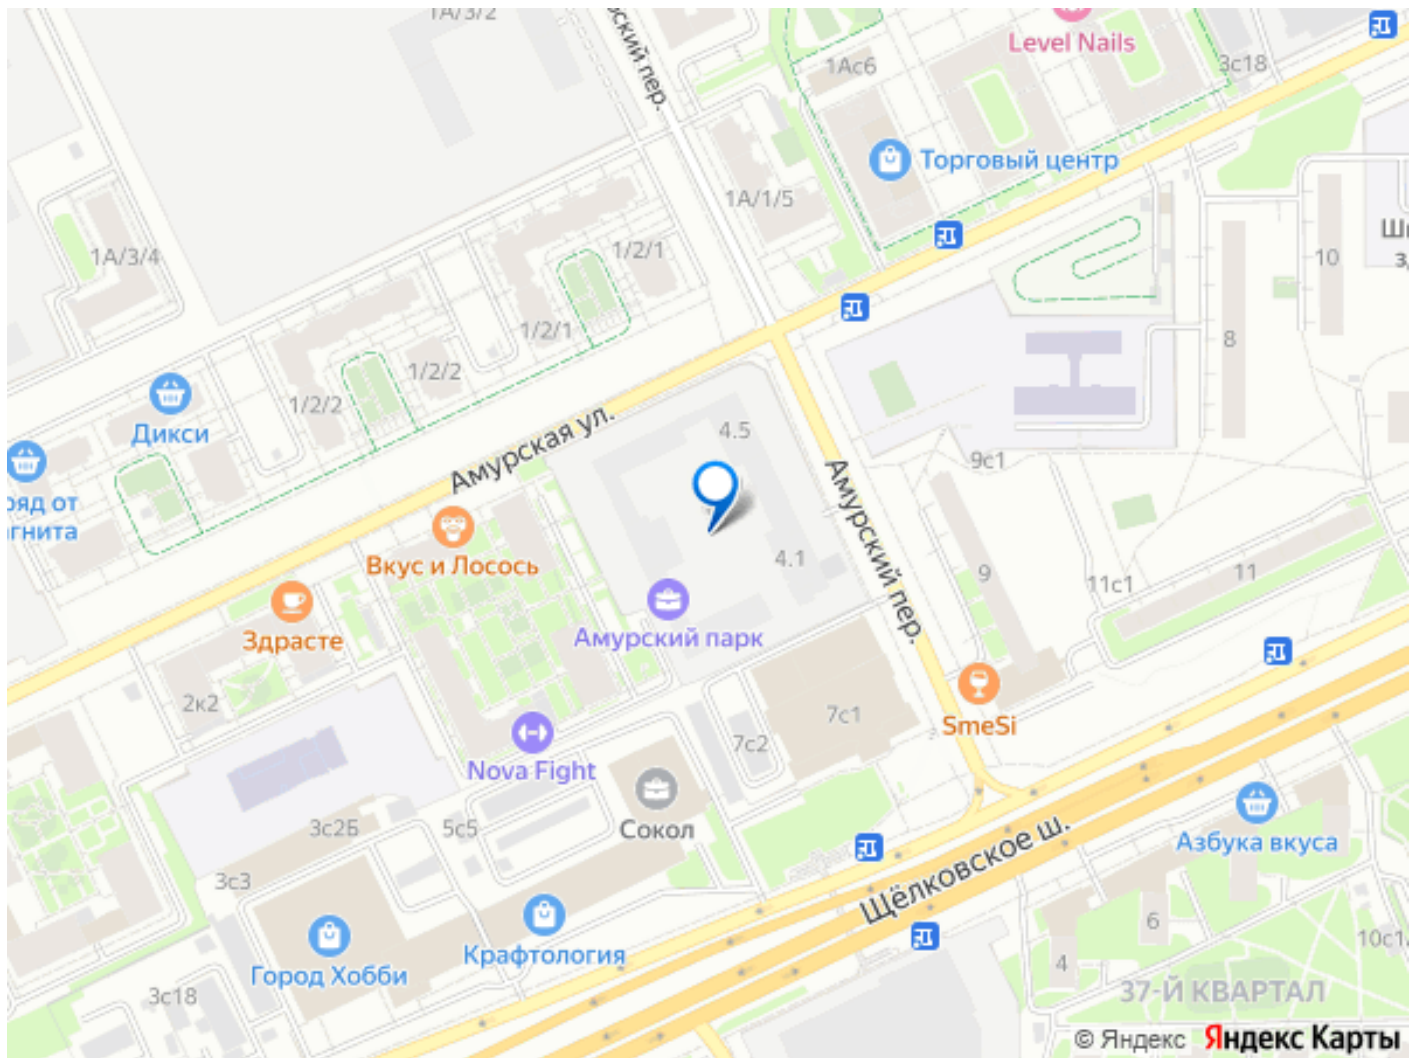 1А/3/2
ский пер.
Level Nails
1Ас6
3с18
Торговый центр
1А/1/5
1А/3/4
1/2/1
10
1/2/1
8
1/2/2
1/2/2
Дикси
4.5
Амурская ул.
9с1
Амурский пер.
Вкус и Лосось
4.1
9
11с1
11
Здрасте
Амурский парк
2к2
7с1
SmeSi
7с2
Nova Fight
3с2Б
5с5
Сокол
Щёлковское ш.
Азбука вкуса
3с3
6
Крафтология
Город Хобби
4
3с18
37-Й КВАРТАЛ
© Яндекс Яндекс Карты